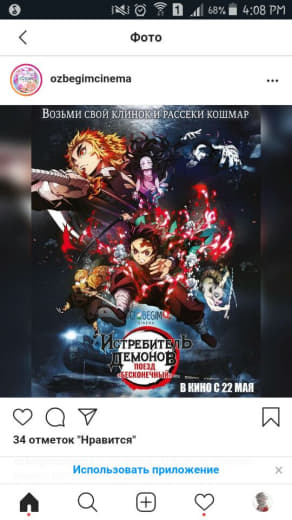 68% 4:08 PM
Фото
ozbegimcinema
Возьми свой клинок и рассеки кошмар
OZBEGIM
CINEMA
Истребитель
Демонов
ПОЕЗД
«БЕСКОНЕЧНЫЙ»
В КИНО С 22 МАЯ
34 отметок "Нравится"
Использовать приложение